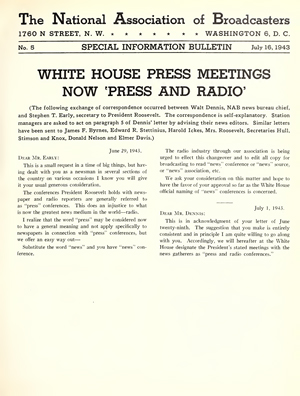 The National Association of Broadcasters
1760 N STREET, N. W. * * * * * * * WASHINGTON 6, D. C.
No. 5 SPECIAL INFORMATION BULLETIN July 16, 1943
WHITE HOUSE PRESS MEETINGS
NOW 'PRESS AND RADIO'
(The following exchange of correspondence occurred between Walt Dennis, NAB news bureau chief,
and Stephen T. Early, secretary to President Roosevelt. The correspondence is self-explanatory. Station
managers are asked to act on paragraph 5 of Dennis' letter by advising their news editors. Similar letters
have been sent to James F. Byrnes, Edward R. Stettinius, Harold Ickes, Mrs. Roosevelt, Secretaries Hull,
Stimson and Knox, Donald Nelson and Elmer Davis.)
June 29, 1943.
DEAR MR. EARLY:
This is a small request in a time of big things, but hav-
ing dealt with you as a newsman in several sections of
the country on various occasions I know you will give
it your usual generous consideration.
The conferences President Roosevelt holds with news-
paper and radio reporters are generally referred to
as "press" conferences. This does an injustice to what
is now the greatest news medium in the world—radio.
I realize that the word "press" may be considered now
to have a general meaning and not apply specifically to
newspapers in connection with "press" conferences, but
we offer an easy way out—
Substitute the word "news" and you have "news" con-
ference.
The radio industry through our association is being
urged to effect this changeover and to edit all copy for
broadcasting to read "news" conference or "news" source,
or "news" association, etc.
We ask your consideration on this matter and hope to
have the favor of your approval so far as the White House
official naming of "news" conferences is concerned.
July 1, 1943.
DEAR MR. DENNIS:
This is in acknowledgment of your letter of June
twenty-ninth. The suggestion that you make is entirely
consistent and in principle I am quite willing to go along
with you. Accordingly, we will hereafter at the White
House designate the President's stated meetings with the
news gatherers as "press and radio conferences."